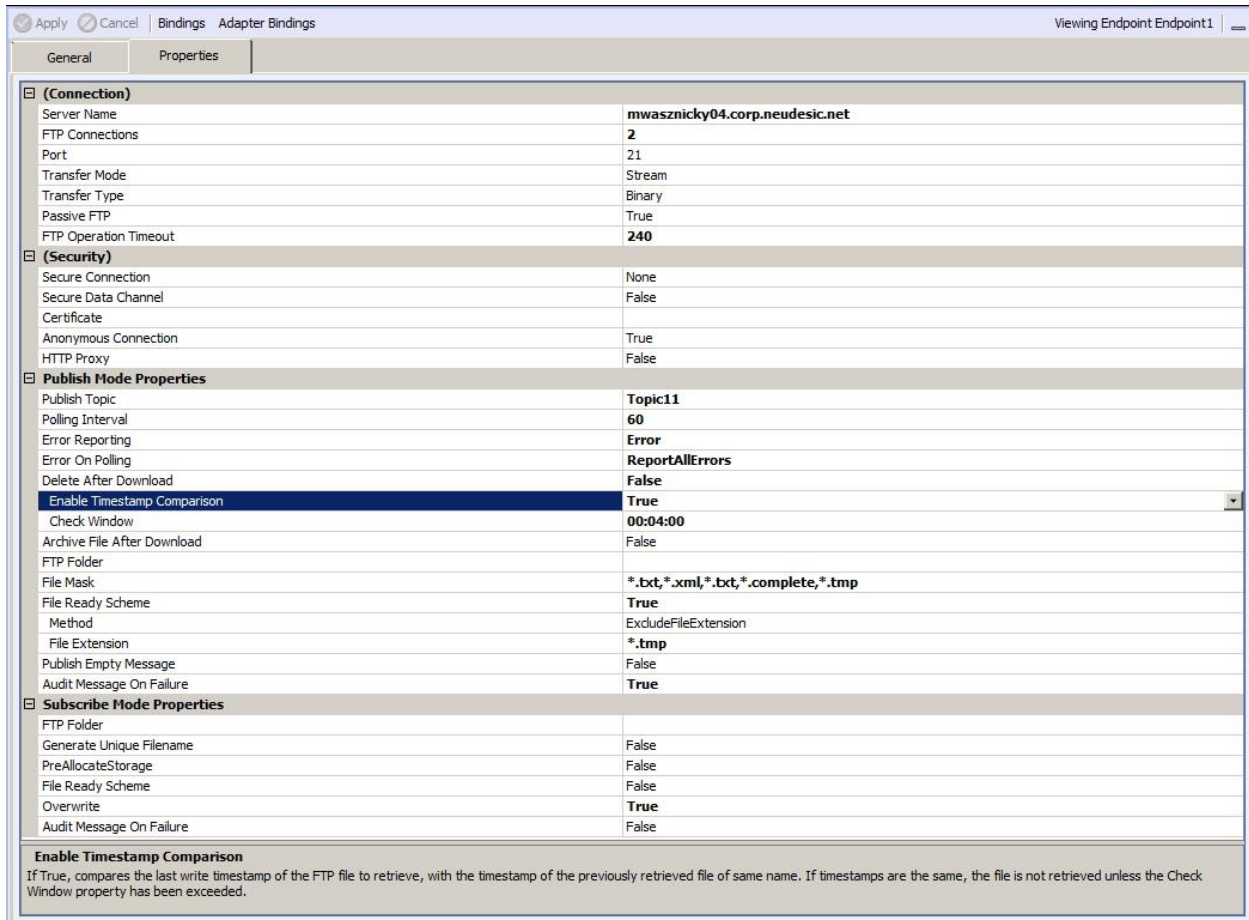 Apply Cancel Bindings Adapter Bindings Viewing Endpoint Endpoint1
General Properties
(Connection)
Server Name mwasznicky04.corp.neudesic.net
FTP Connections 2
Port 21
Transfer Mode Stream
Transfer Type Binary
Passive FTP True
FTP Operation Timeout 240
(Security)
Secure Connection None
Secure Data Channel False
Certificate
Anonymous Connection True
HTTP Proxy False
Publish Mode Properties
Publish Topic Topic11
Polling Interval 60
Error Reporting Error
Error On Polling ReportAllErrors
Delete After Download False
Enable Timestamp Comparison True
Check Window 00:04:00
Archive File After Download False
FTP Folder
File Mask *.txt,*.xml,*.txt,*.complete,*.tmp
File Ready Scheme True
Method ExcludeFileExtension
File Extension *.tmp
Publish Empty Message False
Audit Message On Failure True
Subscribe Mode Properties
FTP Folder
Generate Unique Filename False
PreAllocateStorage False
File Ready Scheme False
Overwrite True
Audit Message On Failure False
Enable Timestamp Comparison
If True, compares the last write timestamp of the FTP file to retrieve, with the timestamp of the previously retrieved file of same name. If timestamps are the same, the file is not retrieved unless the Check
Window property has been exceeded.